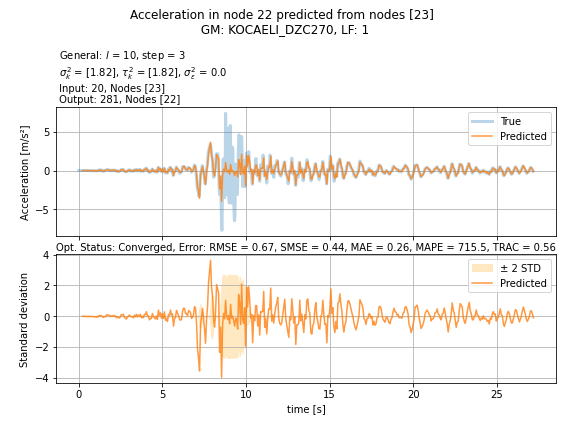 Acceleration in node 22 predicted from nodes [23]
GM: KOCAELI_DZC270, LF: 1
General: l = 10, step = 3
σ_k² = [1.82], τ_k² = [1.82], σ_ε² = 0.0
Input: 20, Nodes [23]
Output: 281, Nodes [22]
Acceleration [m/s²]
5
0
−5
True
Predicted
Opt. Status: Converged, Error: RMSE = 0.67, SMSE = 0.44, MAE = 0.26, MAPE = 715.5, TRAC = 0.56
Standard deviation
4
2
0
−2
−4
± 2 STD
Predicted
0 5 10 15 20 25
time [s]